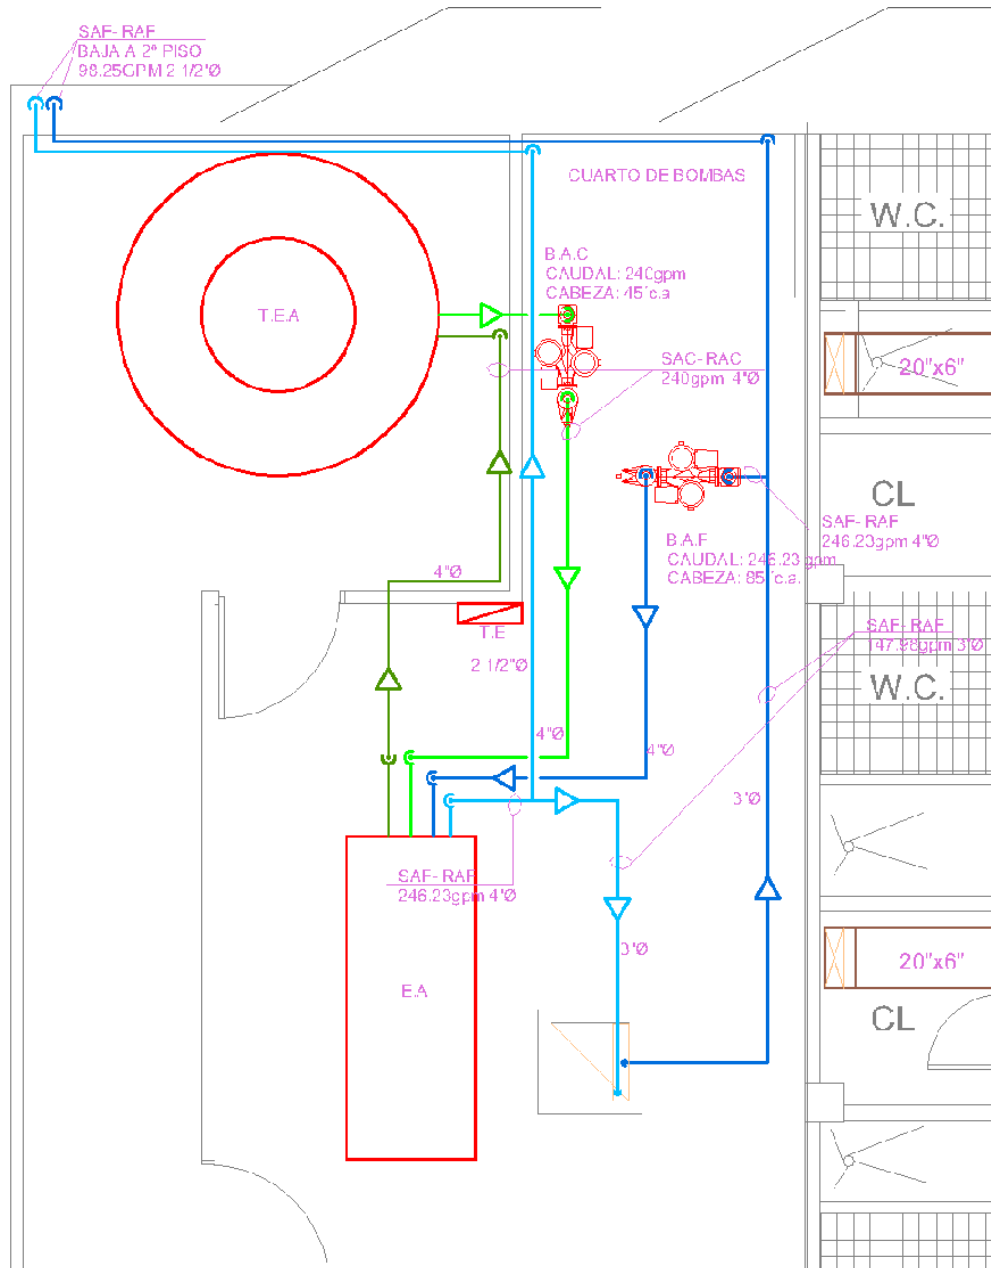 SAF-RAF
BAJA A 2º PISO
98.25GPM 2 1/2"Ø
CUARTO DE BOMBAS
W.C.
B.A.C
CAUDAL: 240gpm
CABEZA: 45´c.a
T.E.A
SAC-RAC
240gpm 4"Ø
20"x6"
CL
SAF-RAF
246.23gpm 4"Ø
B.A.F
CAUDAL: 246.23 gpm
CABEZA: 85´c.a.
4"Ø
T.E
2 1/2"Ø
SAF-RAF
147.98gpm 3"Ø
W.C.
4"Ø
4"Ø
3"Ø
SAF-RAF
246.23gpm 4"Ø
3"Ø
E.A
20"x6"
CL